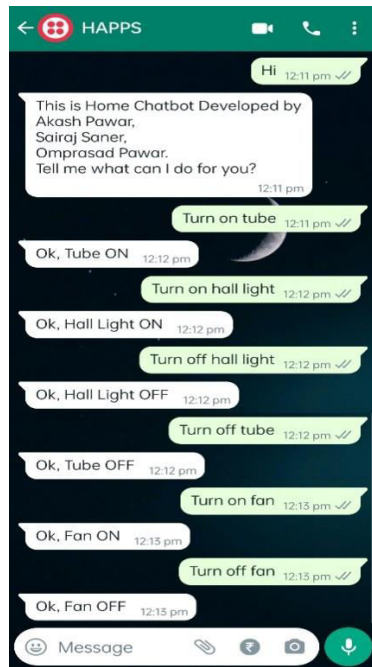 HAPPS
Hi 12:11 pm
This is Home Chatbot Developed by
Akash Pawar,
Sairaj Saner,
Omprasad Pawar.
Tell me what can I do for you?
12:11 pm
Turn on tube 12:11 pm
Ok, Tube ON 12:12 pm
Turn on hall light 12:12 pm
Ok, Hall Light ON 12:12 pm
Turn off hall light 12:12 pm
Ok, Hall Light OFF 12:12 pm
Turn off tube 12:12 pm
Ok, Tube OFF 12:12 pm
Turn on fan 12:13 pm
Ok, Fan ON 12:13 pm
Turn off fan 12:13 pm
Ok, Fan OFF 12:13 pm
Message ₹